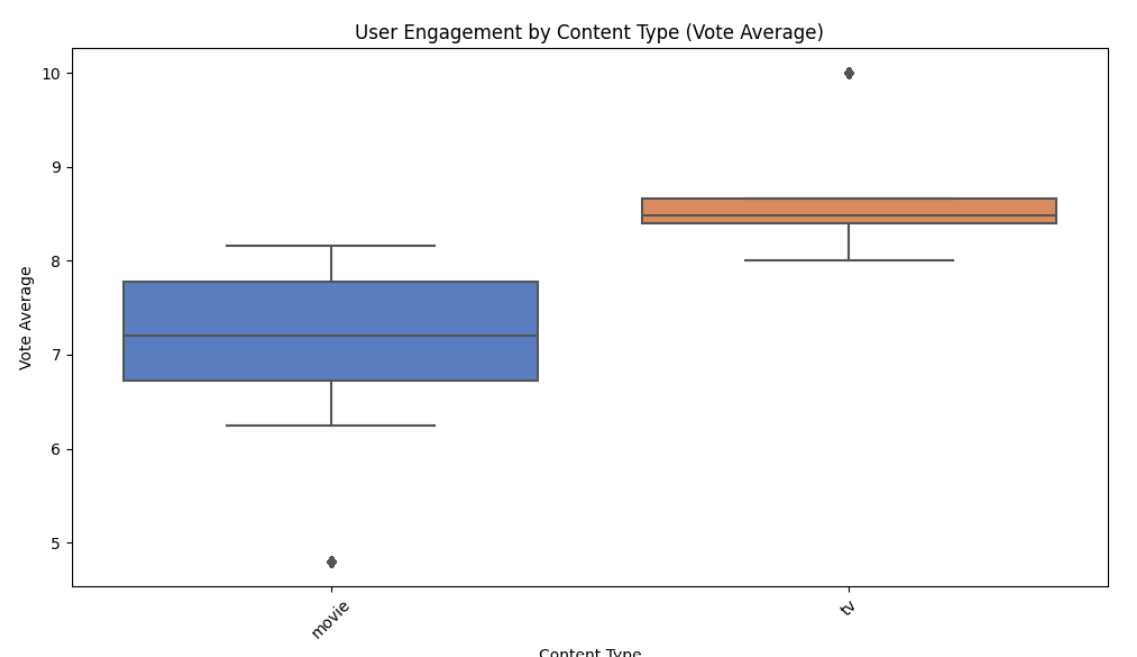 User Engagement by Content Type (Vote Average)
10
9
8
7
6
5
Vote Average
movie
tv
Content Type